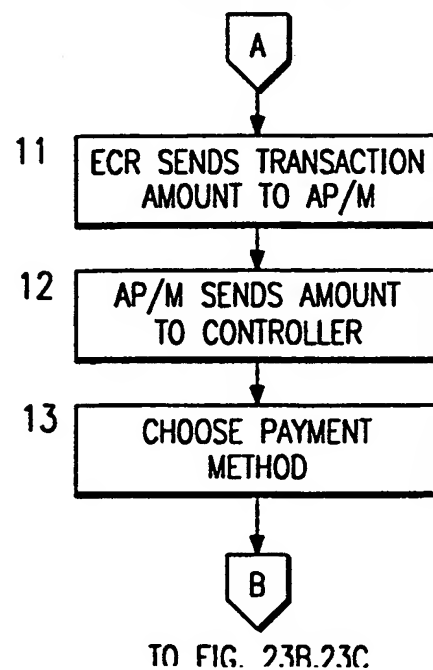 A
11
ECR SENDS TRANSACTION
AMOUNT TO AP/M
12
AP/M SENDS AMOUNT
TO CONTROLLER
13
CHOOSE PAYMENT
METHOD
B
TO FIG. 23B,23C